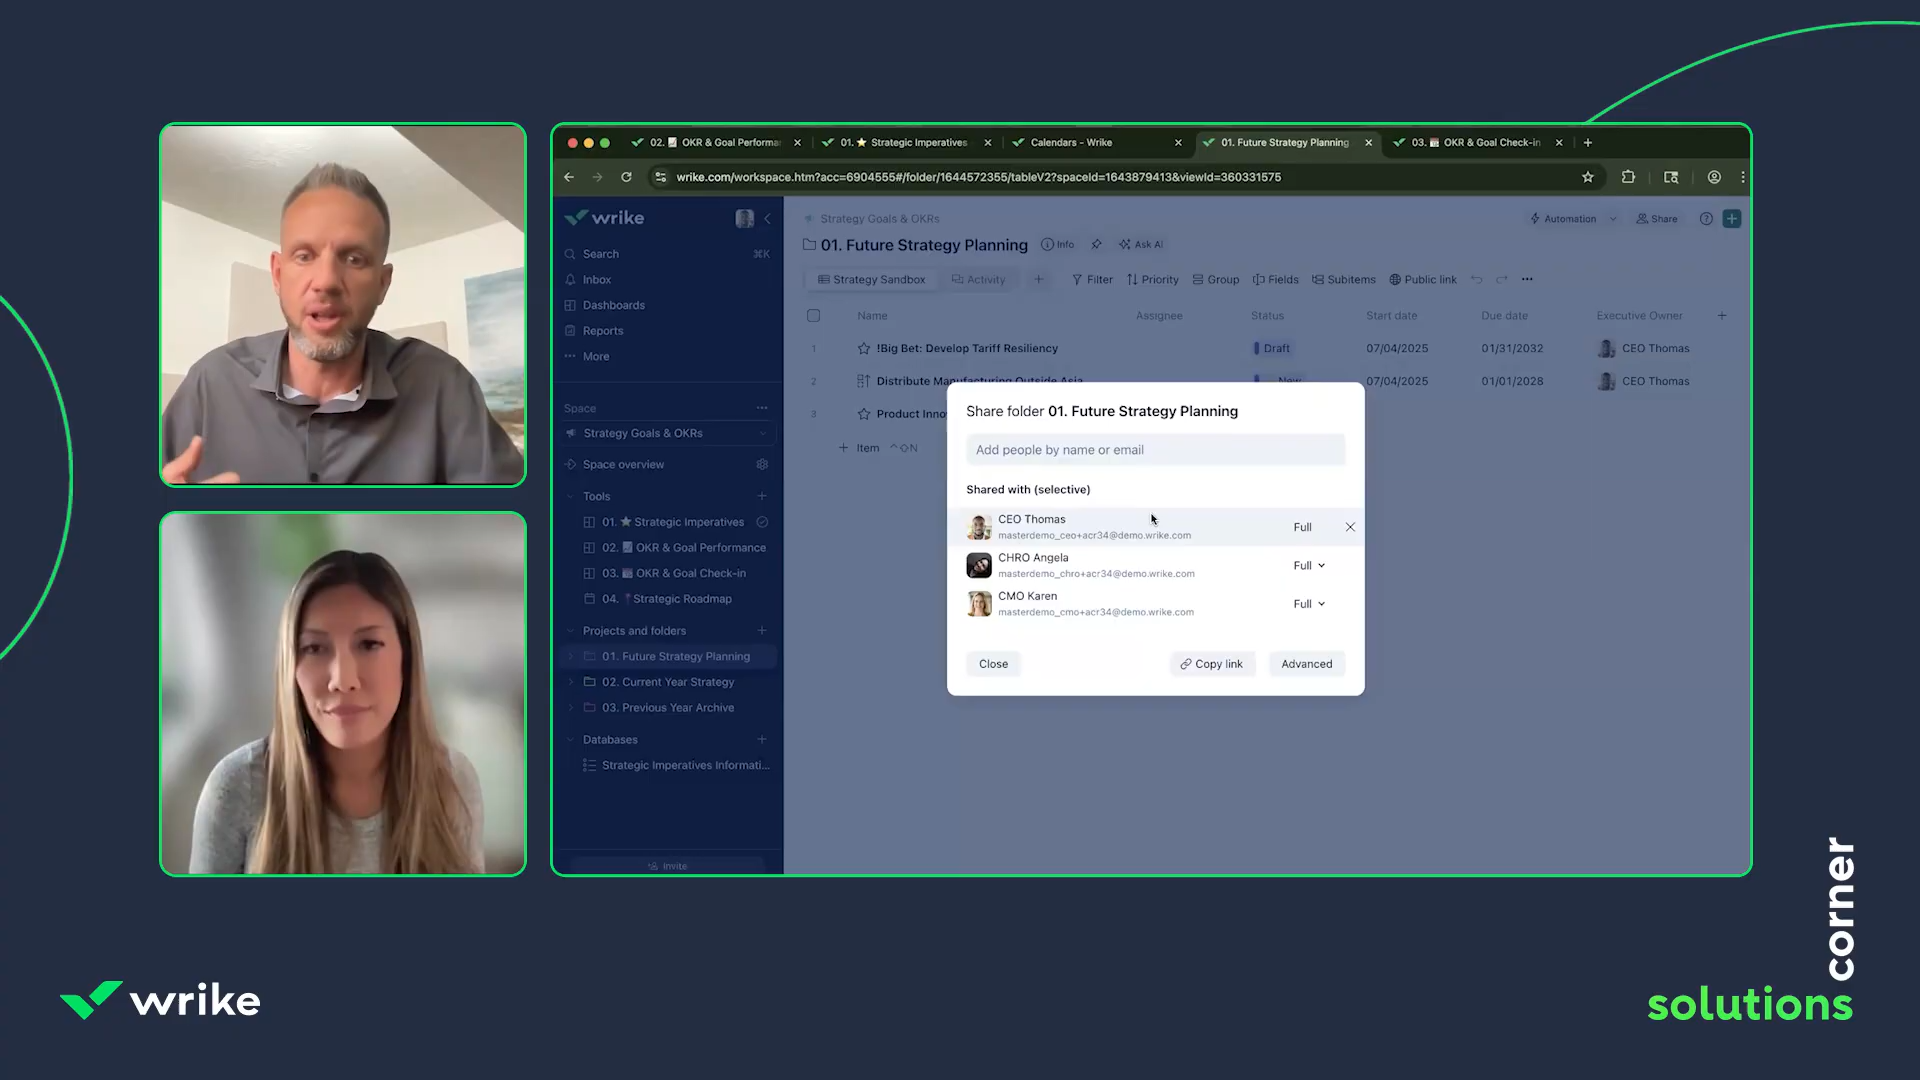 02. OKR & Goal Performa
01. Strategic Imperatives
Calendars - Wrike
01. Future Strategy Planning
03. OKR & Goal Check-in
wrike.com/workspace.htm?acc=6904555#/folder/1644572355/tableV2?spaceId=1643879413&viewId=360331575
wrike
Search ⌘K
Inbox
Dashboards
Reports
More
Space
Strategy Goals & OKRs
Space overview
Tools
01. Strategic Imperatives
02. OKR & Goal Performance
03. OKR & Goal Check-in
04. Strategic Roadmap
Projects and folders
01. Future Strategy Planning
02. Current Year Strategy
03. Previous Year Archive
Databases
Strategic Imperatives Informati...
Invite
Strategy Goals & OKRs
Automation Share
01. Future Strategy Planning Info Ask AI
Strategy Sandbox Activity Filter Priority Group Fields Subitems Public link
Name Assignee Status Start date Due date Executive Owner
1 !Big Bet: Develop Tariff Resiliency Draft 07/04/2025 01/31/2032 CEO Thomas
2 Distribute Manufacturing Outside Asia New 07/04/2025 01/01/2028 CEO Thomas
3 Product Inno
Item ^⇧N
Share folder 01. Future Strategy Planning
Add people by name or email
Shared with (selective)
CEO Thomas
masterdemo_ceo+acr34@demo.wrike.com
Full
CHRO Angela
masterdemo_chro+acr34@demo.wrike.com
Full
CMO Karen
masterdemo_cmo+acr34@demo.wrike.com
Full
Close Copy link Advanced
wrike
solutions
corner